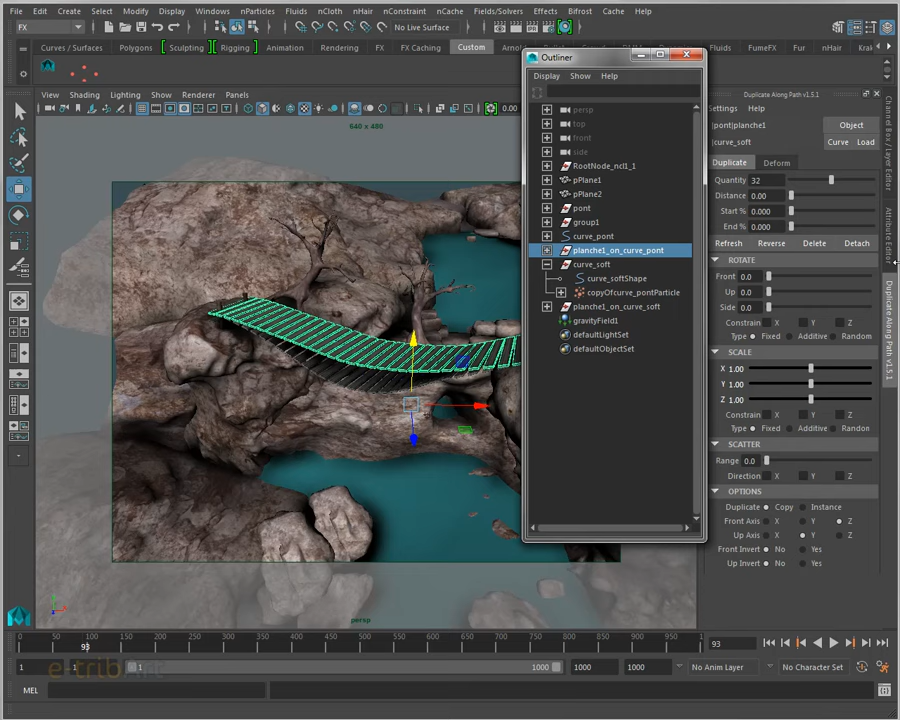 File Edit Create Select Modify Display Windows nParticles Fluids nCloth nHair nConstraint nCache Fields/Solvers Effects Bifrost Cache Help
FX No Live Surface
Curves / Surfaces Polygons Sculpting Rigging Animation Rendering FX FX Caching Custom Arno Fluids FumeFX Fur nHair Krak
View Shading Lighting Show Renderer Panels
0.00
640 x 480
persp
Outliner
Display Show Help
persp
top
front
side
RootNode_ncl1_1
pPlane1
pPlane2
pont
group1
curve_pont
planche1_on_curve_pont
curve_soft
curve_softShape
copyOfcurve_pontParticle
planche1_on_curve_soft
gravityField1
defaultLightSet
defaultObjectSet
Duplicate Along Path v1.5.1
Settings Help
|pont|planche1 Object
|curve_soft Curve Load
Duplicate Deform
Quantity 32
Distance 0.00
Start % 0.000
End % 0.000
Refresh Reverse Delete Detach
ROTATE
Front 0.0
Up 0.0
Side 0.0
Constrain X Y Z
Type Fixed Additive Random
SCALE
X 1.00
Y 1.00
Z 1.00
Constrain X Y Z
Type Fixed Additive Random
SCATTER
Range 0.0
Direction X Y Z
OPTIONS
Duplicate Copy Instance
Front Axis X Y Z
Up Axis X Y Z
Front Invert No Yes
Up Invert No Yes
Channel Box / Layer Editor
Attribute Editor
Duplicate Along Path v1.5.1
0 50 100 150 200 250 300 350 400 450 500 550 600 650 700 750 800 850 900 950
93
93
1 1 1 1000 1000 1000 No Anim Layer No Character Set
e-tribArt
MEL